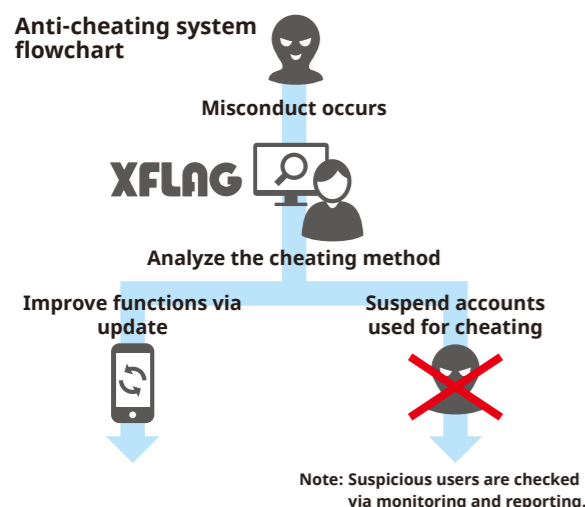 Anti-cheating system
flowchart
Misconduct occurs
XFLAG
Analyze the cheating method
Improve functions via
update
Suspend accounts
used for cheating
Note: Suspicious users are checked
via monitoring and reporting.